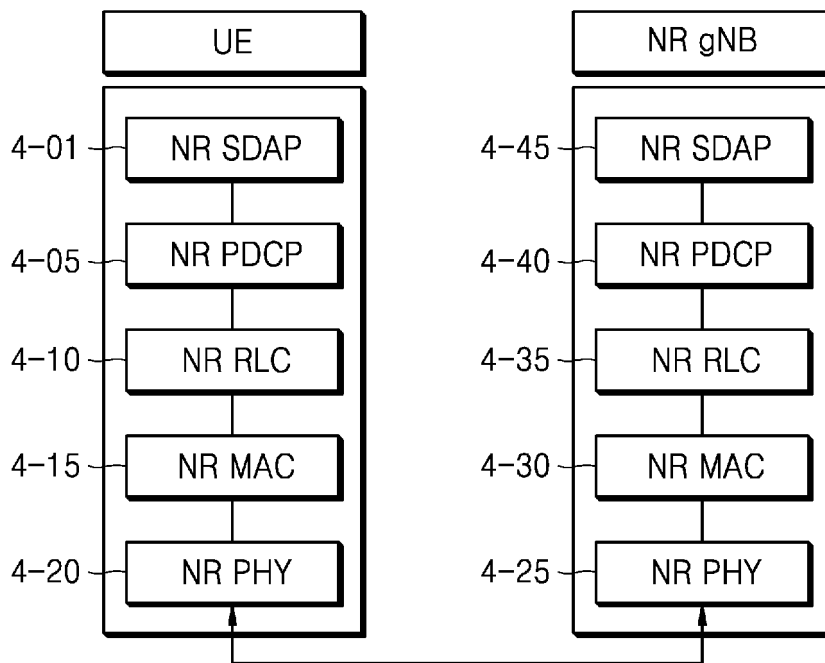 UE
NR gNB
4-01
NR SDAP
4-45
NR SDAP
4-05
NR PDCP
4-40
NR PDCP
4-10
NR RLC
4-35
NR RLC
4-15
NR MAC
4-30
NR MAC
4-20
NR PHY
4-25
NR PHY